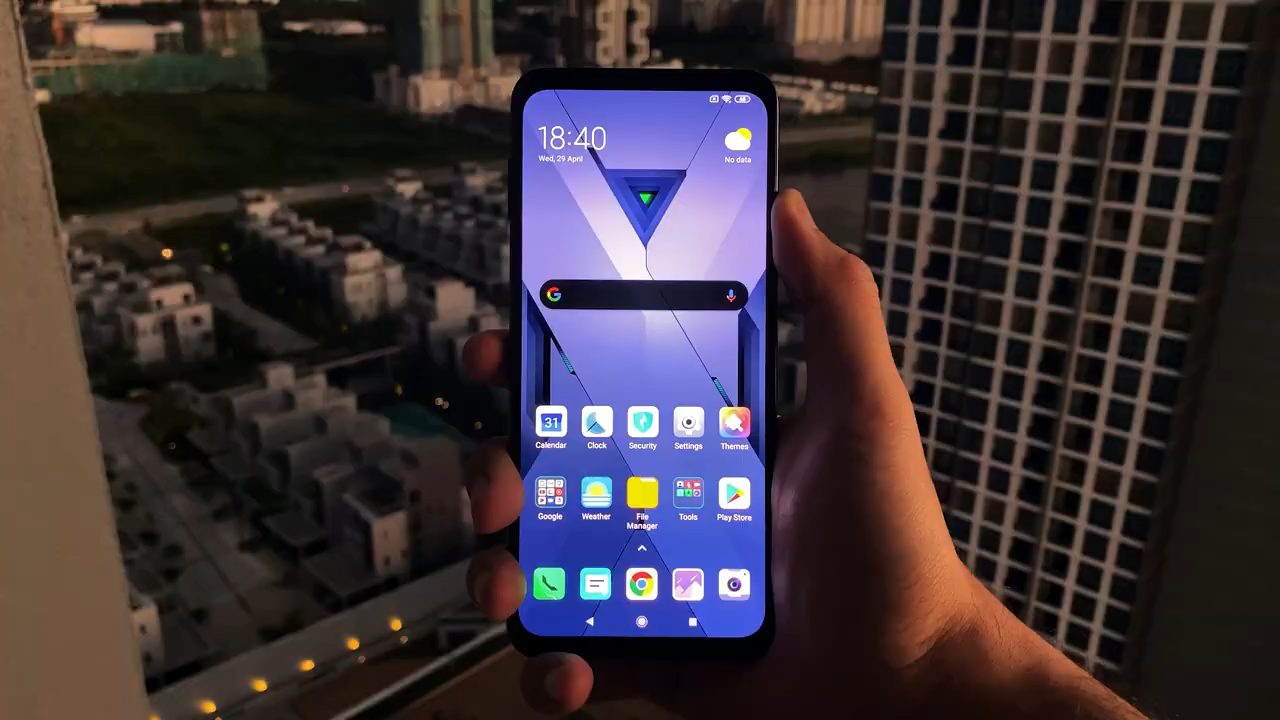 18:40
Wed, 29 April
No data
G
31
Calendar
Clock
Security
Settings
Themes
Google
Weather
File
Manager
Tools
Play Store